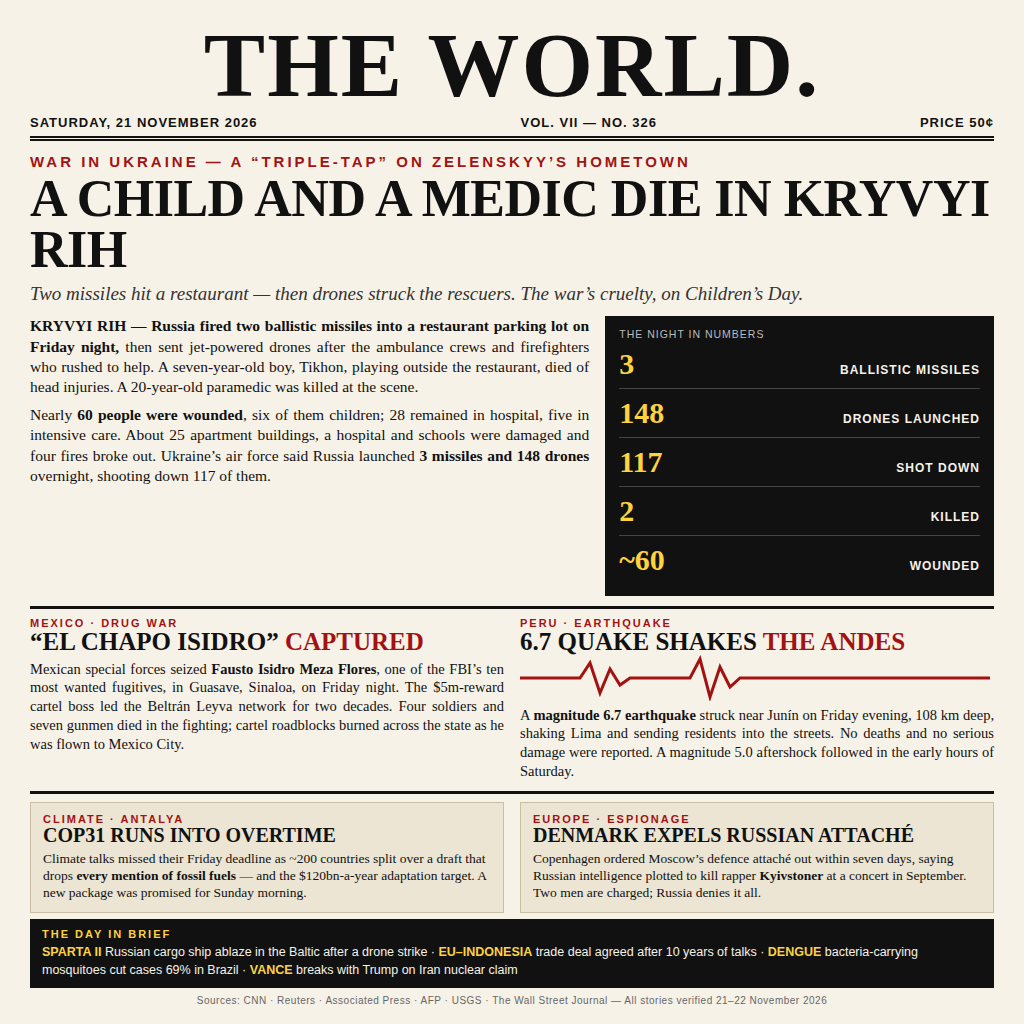 THE WORLD.
SATURDAY, 21 NOVEMBER 2026 VOL. VII — NO. 326 PRICE 50¢
WAR IN UKRAINE — A “TRIPLE-TAP” ON ZELENSKYY’S HOMETOWN
A CHILD AND A MEDIC DIE IN KRYVYI
RIH
Two missiles hit a restaurant — then drones struck the rescuers. The war’s cruelty, on Children’s Day.
KRYVYI RIH — Russia fired two ballistic missiles into a restaurant parking lot on
Friday night, then sent jet-powered drones after the ambulance crews and firefighters
who rushed to help. A seven-year-old boy, Tikhon, playing outside the restaurant, died of
head injuries. A 20-year-old paramedic was killed at the scene.
Nearly 60 people were wounded, six of them children; 28 remained in hospital, five in
intensive care. About 25 apartment buildings, a hospital and schools were damaged and
four fires broke out. Ukraine’s air force said Russia launched 3 missiles and 148 drones
overnight, shooting down 117 of them.
THE NIGHT IN NUMBERS
3 BALLISTIC MISSILES
148 DRONES LAUNCHED
117 SHOT DOWN
2 KILLED
~60 WOUNDED
MEXICO · DRUG WAR
“EL CHAPO ISIDRO” CAPTURED
Mexican special forces seized Fausto Isidro Meza Flores, one of the FBI’s ten
most wanted fugitives, in Guasave, Sinaloa, on Friday night. The $5m-reward
cartel boss led the Beltrán Leyva network for two decades. Four soldiers and
seven gunmen died in the fighting; cartel roadblocks burned across the state as he
was flown to Mexico City.
PERU · EARTHQUAKE
6.7 QUAKE SHAKES THE ANDES
A magnitude 6.7 earthquake struck near Junín on Friday evening, 108 km deep,
shaking Lima and sending residents into the streets. No deaths and no serious
damage were reported. A magnitude 5.0 aftershock followed in the early hours of
Saturday.
CLIMATE · ANTALYA
COP31 RUNS INTO OVERTIME
Climate talks missed their Friday deadline as ~200 countries split over a draft that
drops every mention of fossil fuels — and the $120bn-a-year adaptation target. A
new package was promised for Sunday morning.
EUROPE · ESPIONAGE
DENMARK EXPELS RUSSIAN ATTACHÉ
Copenhagen ordered Moscow’s defence attaché out within seven days, saying
Russian intelligence plotted to kill rapper Kyivstoner at a concert in September.
Two men are charged; Russia denies it all.
THE DAY IN BRIEF
SPARTA II Russian cargo ship ablaze in the Baltic after a drone strike · EU–INDONESIA trade deal agreed after 10 years of talks · DENGUE bacteria-carrying
mosquitoes cut cases 69% in Brazil · VANCE breaks with Trump on Iran nuclear claim
Sources: CNN · Reuters · Associated Press · AFP · USGS · The Wall Street Journal — All stories verified 21–22 November 2026